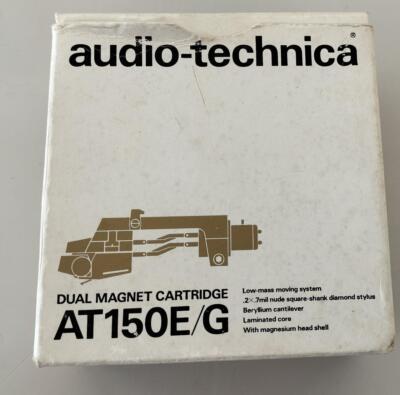 audio-technica®
DUAL MAGNET CARTRIDGE
AT150E/G
Low-mass moving system
.2×.7mil nude square-shank diamond stylus
Beryllium cantilever
Laminated core
With magnesium head shell